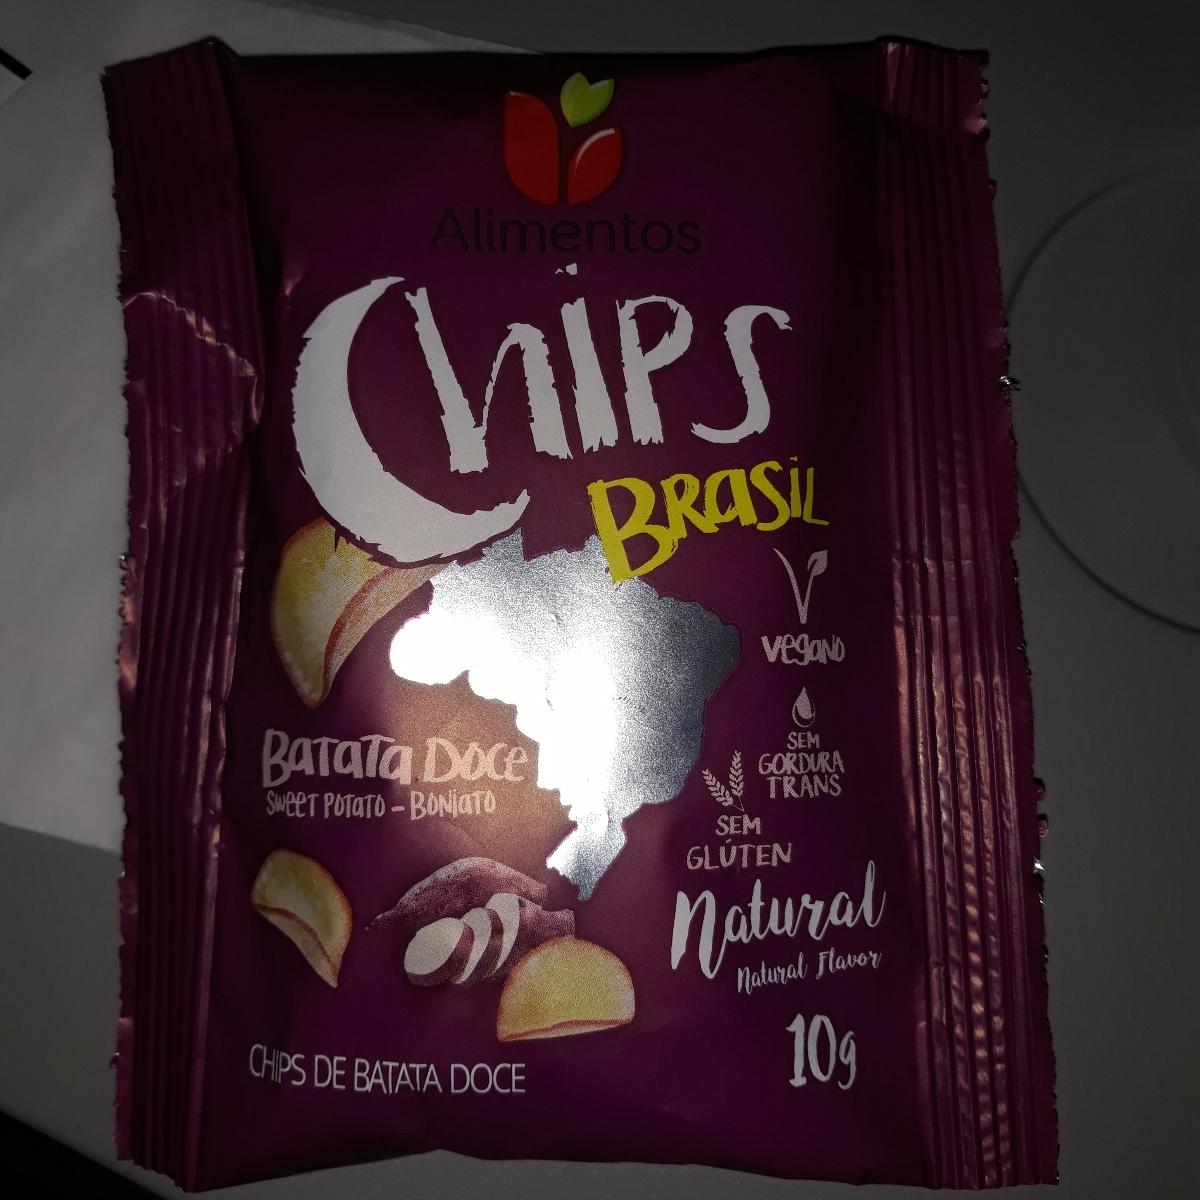 Alimentos
Chips
BRASIL
VEGANO
SEM
GORDURA
TRANS
BATATA DOCE
SWEET POTATO – BONIATO
SEM
GLÚTEN
Natural
Natural Flavor
10g
CHIPS DE BATATA DOCE